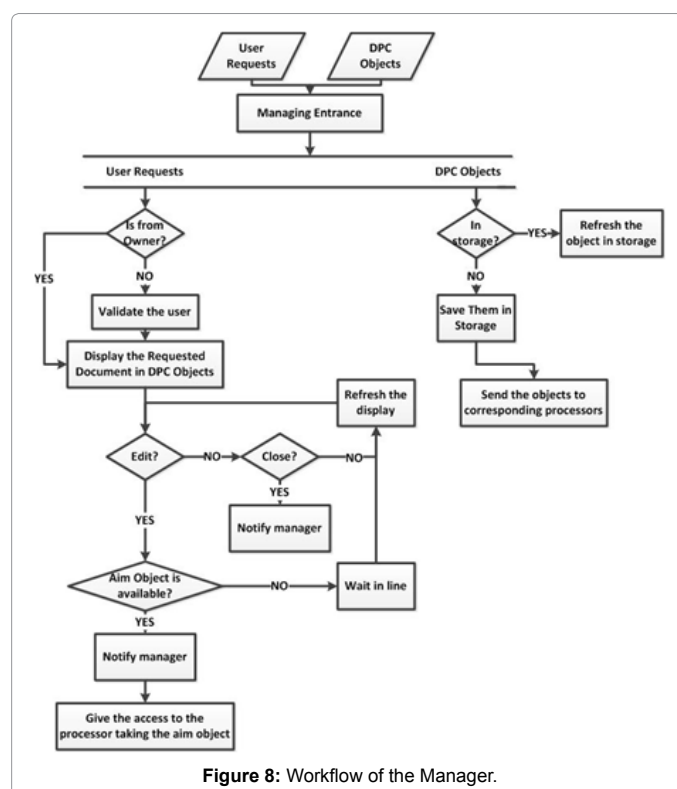 User
Requests
DPC
Objects
Managing Entrance
User Requests
DPC Objects
Is from
Owner?
In
storage?
YES
Refresh the
object in storage
YES
NO
NO
Validate the user
Save Them in
Storage
Display the Requested
Document in DPC Objects
Send the objects to
corresponding processors
Refresh the
display
Edit?
NO
Close?
NO
YES
YES
Notify manager
Aim Object is
available?
NO
Wait in line
YES
Notify manager
Give the access to the
processor taking the aim object
Figure 8: Workflow of the Manager.